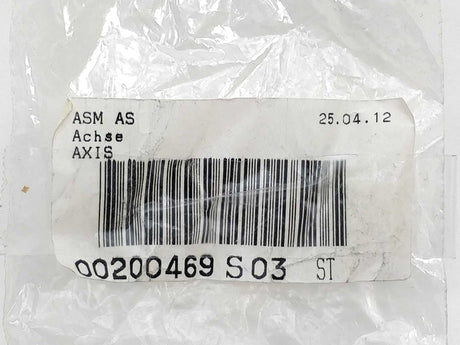 ASM AS 25.04.12
Achse
AXIS
00200469 S 03 ST